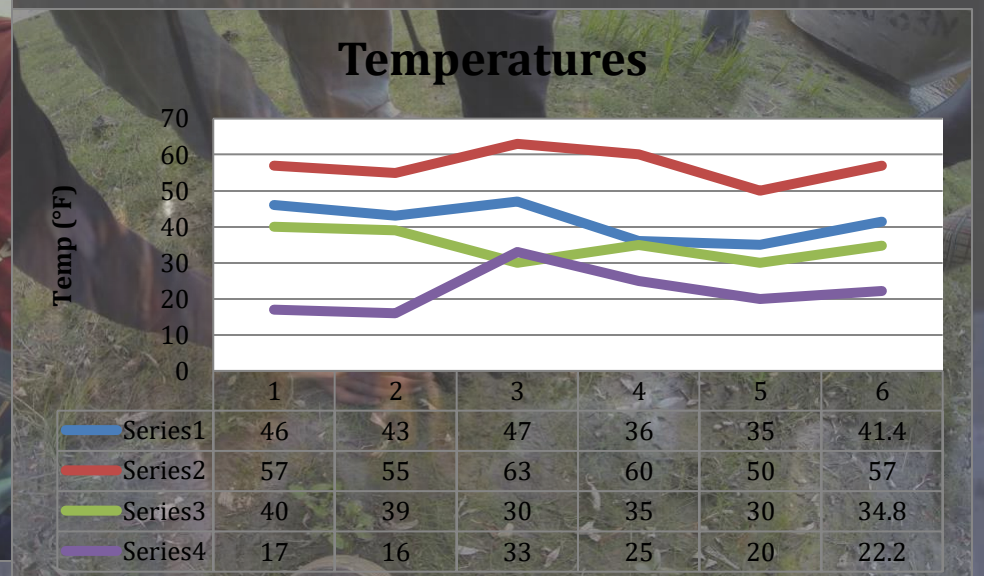 Temperatures
Temp (°F)
70
60
50
40
30
20
10
0
1 2 3 4 5 6
Series1 46 43 47 36 35 41.4
Series2 57 55 63 60 50 57
Series3 40 39 30 35 30 34.8
Series4 17 16 33 25 20 22.2